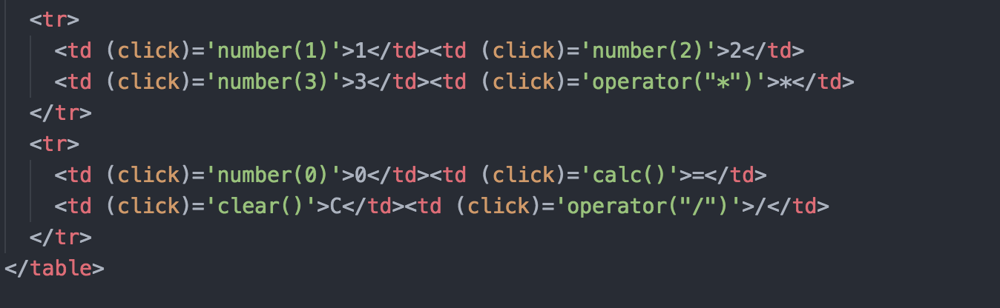 <tr>
<td (click)='number(1)'>1</td><td (click)='number(2)'>2</td>
<td (click)='number(3)'>3</td><td (click)='operator("*")'>*</td>
</tr>
<tr>
<td (click)='number(0)'>0</td><td (click)='calc()'>=</td>
<td (click)='clear()'>C</td><td (click)='operator("/")'>/</td>
</tr>
</table>